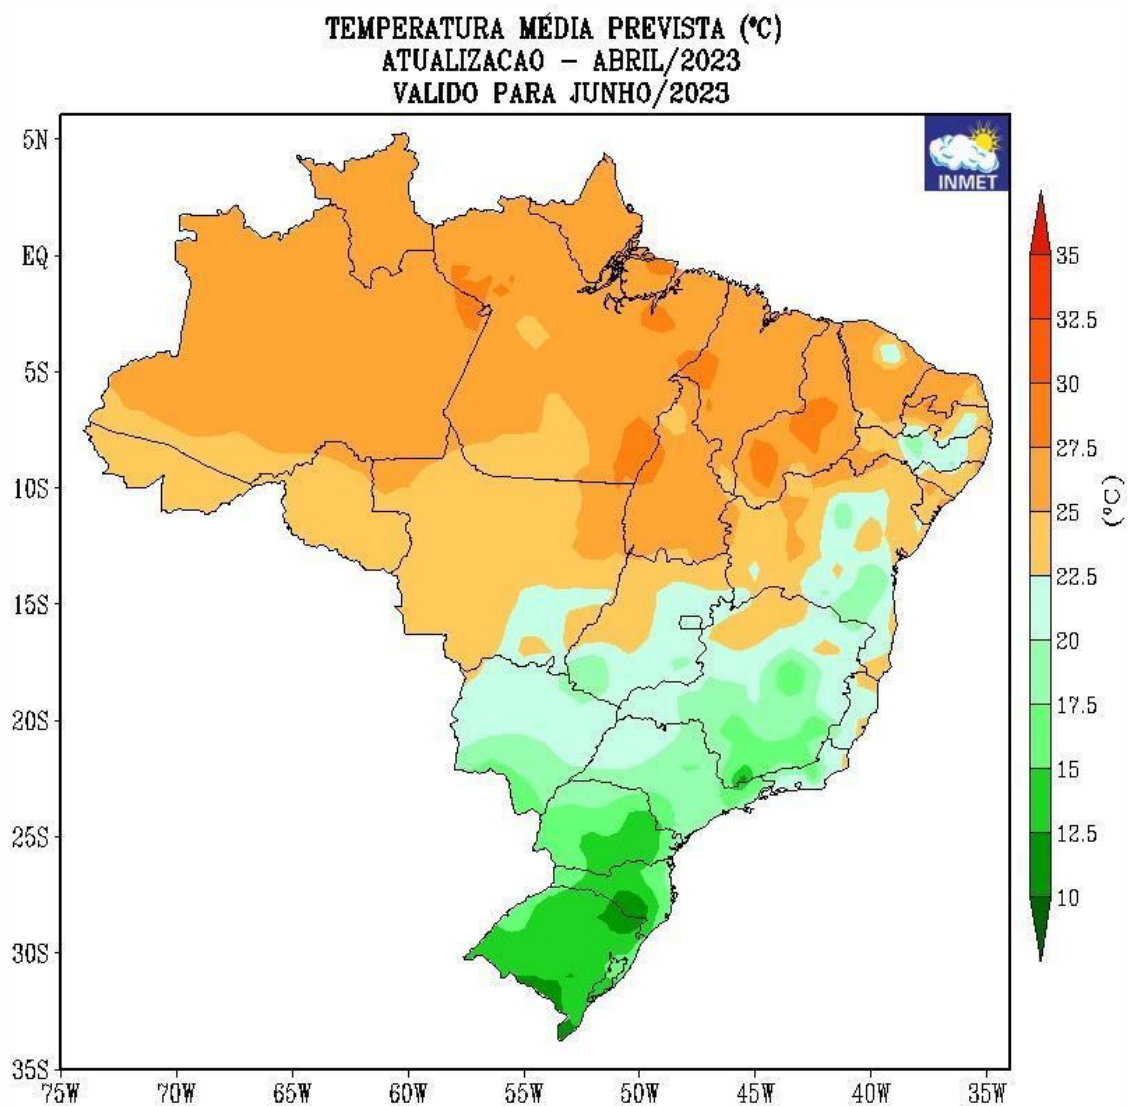 TEMPERATURA MÉDIA PREVISTA (°C)
ATUALIZACAO – ABRIL/2023
VALIDO PARA JUNHO/2023
INMET
5N
EQ
5S
10S
15S
20S
25S
30S
35S
75W
70W
65W
60W
55W
50W
45W
40W
35W
35
32.5
30
27.5
25
22.5
20
17.5
15
12.5
10
(°C)